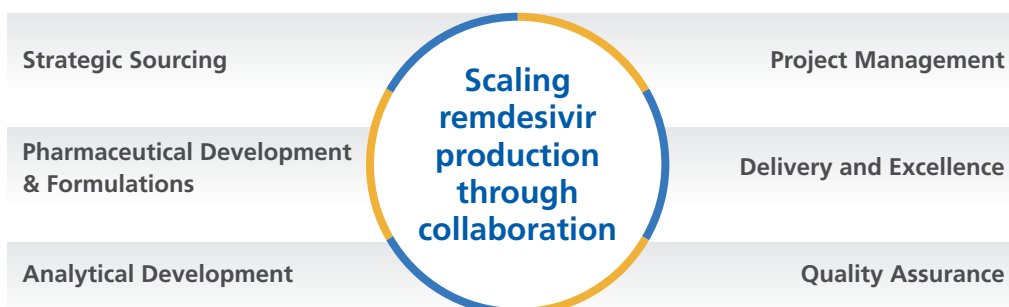 Strategic Sourcing
Pharmaceutical Development
& Formulations
Analytical Development
Scaling
remdesivir
production
through
collaboration
Project Management
Delivery and Excellence
Quality Assurance